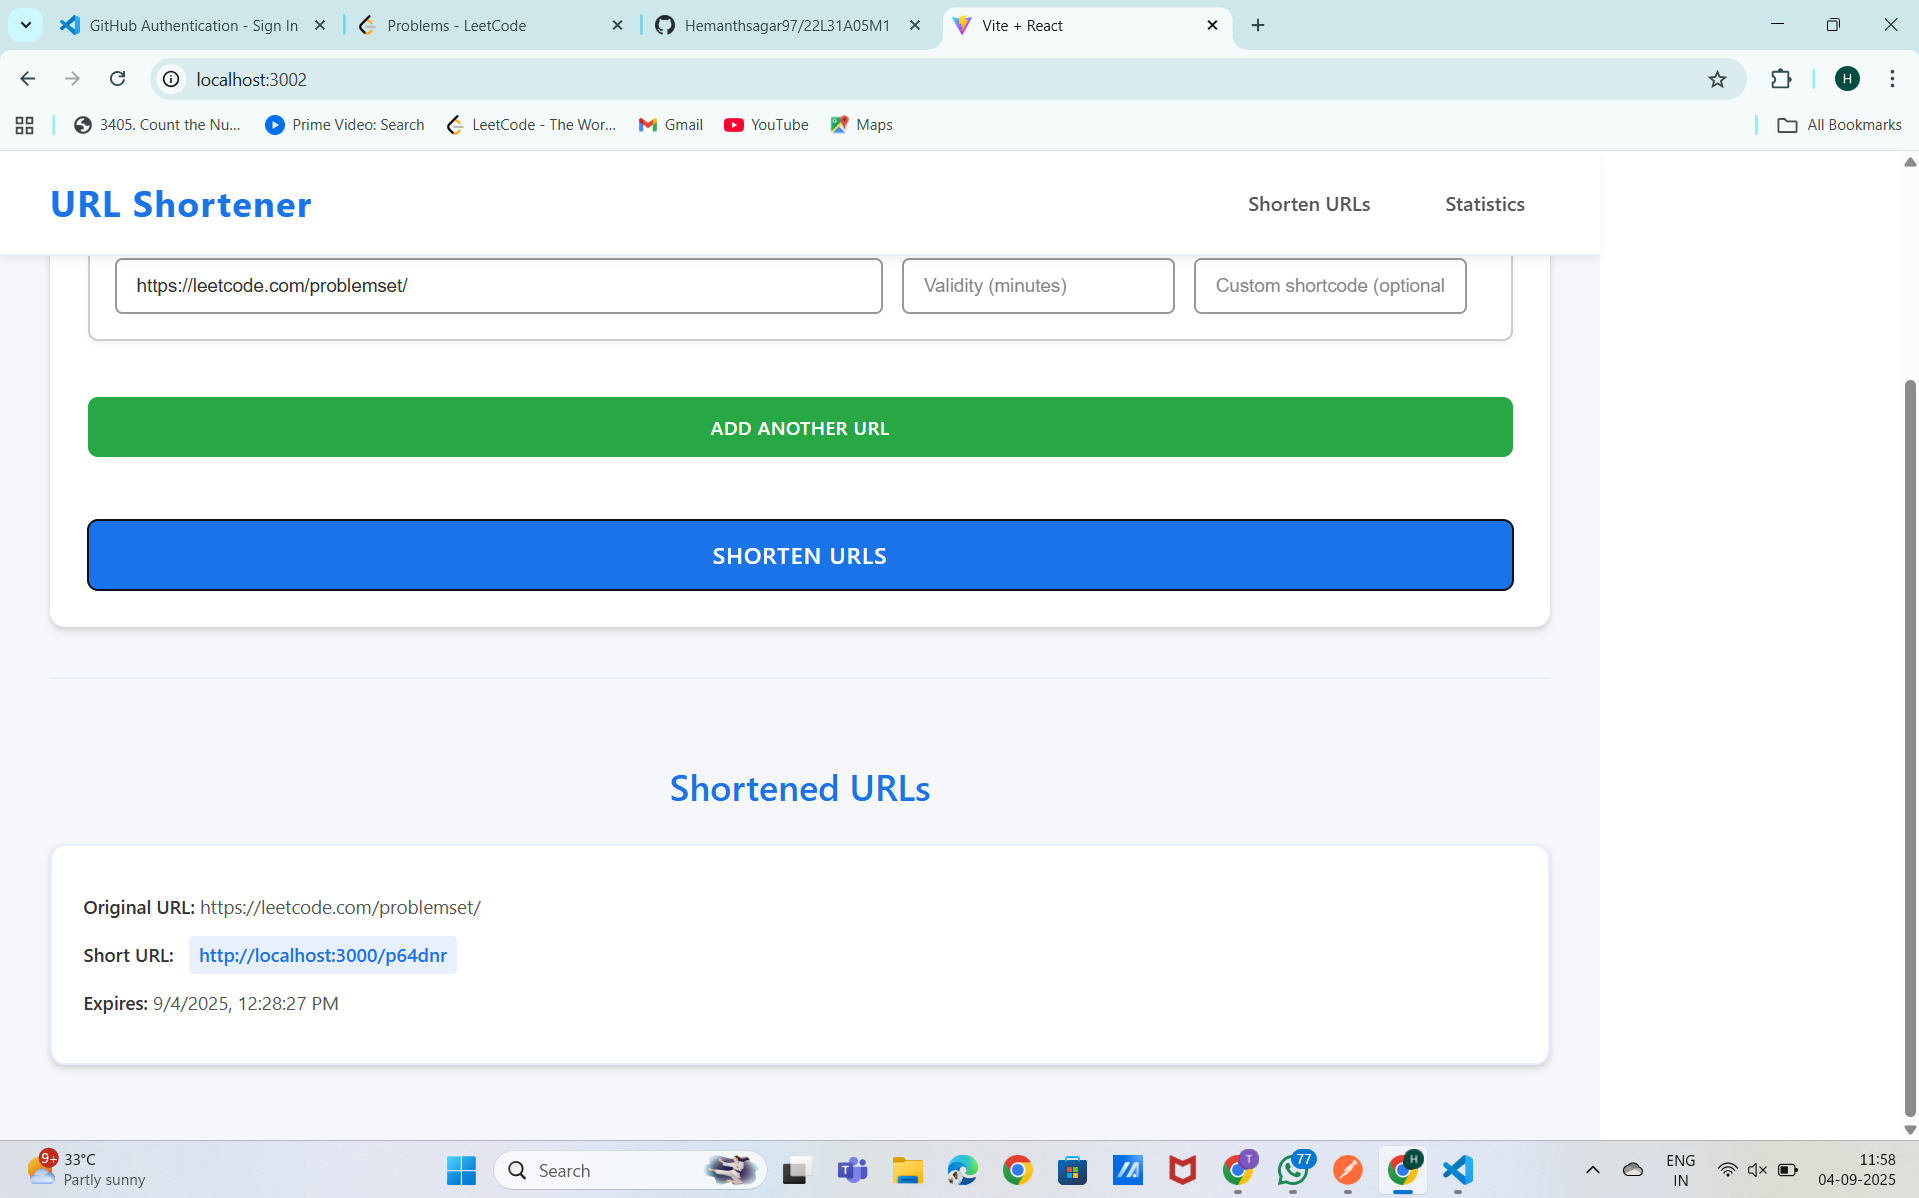 GitHub Authentication - Sign In
Problems - LeetCode
Hemanthsagar97/22L31A05M1
Vite + React
localhost:3002
H
3405. Count the Nu...
Prime Video: Search
LeetCode - The Wor...
Gmail
YouTube
Maps
All Bookmarks
URL Shortener
Shorten URLs
Statistics
https://leetcode.com/problemset/
Validity (minutes)
Custom shortcode (optional
ADD ANOTHER URL
SHORTEN URLS
Shortened URLs
Original URL: https://leetcode.com/problemset/
Short URL: http://localhost:3000/p64dnr
Expires: 9/4/2025, 12:28:27 PM
9+
33°C
Partly sunny
Search
T
77
H
ENG
IN
11:58
04-09-2025